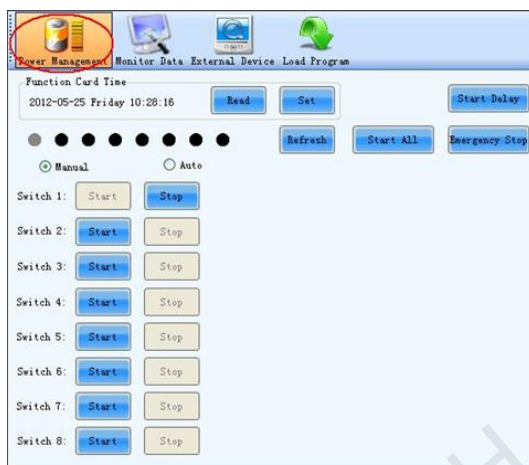 Power Management Monitor Data External Device Load Program
Function Card Time
2012-05-25 Friday 10:28:16 Read Set Start Delay
Refresh Start All Emergency Stop
Manual Auto
Switch 1: Start Stop
Switch 2: Start Stop
Switch 3: Start Stop
Switch 4: Start Stop
Switch 5: Start Stop
Switch 6: Start Stop
Switch 7: Start Stop
Switch 8: Start Stop